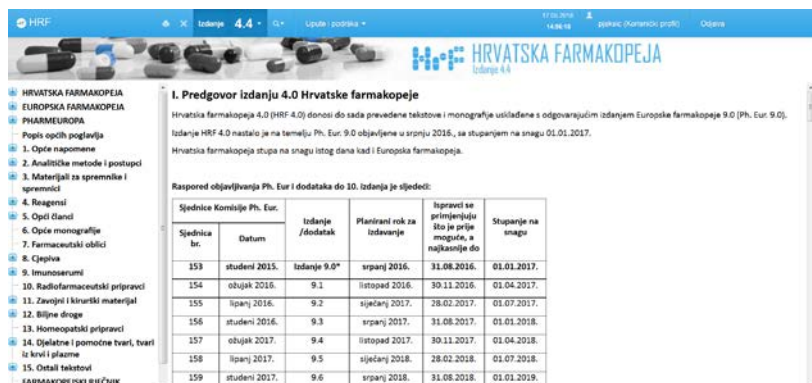 HRF
Izdanje 4.4
Upute i podrška
17.05.2018
14:56:10
(Korisnički profil)
Odjava
HRF HRVATSKA FARMAKOPEJA
Izdanje 4.4
HRVATSKA FARMAKOPEJA
EUROPSKA FARMAKOPEJA
PHARMEUROPA
Popis općih poglavlja
1. Opće napomene
2. Analitičke metode i postupci
3. Materijali za spremnike i
spremnici
4. Reagensi
5. Opći članci
6. Opće monografije
7. Farmaceutski oblici
8. Cjepiva
9. Imunoserumi
10. Radiofarmaceutski pripravci
11. Zavojni i kirurški materijal
12. Biljne droge
13. Homeopatski pripravci
14. Djelatne i pomoćne tvari, tvari
iz krvi i plazme
15. Ostali tekstovi
FARMAKOPEJSKI RJEČNIK
I. Predgovor izdanju 4.0 Hrvatske farmakopeje
Hrvatska farmakopeja 4.0 (HRF 4.0) donosi do sada prevedene tekstove i monografije usklađene s odgovarajućim izdanjem Europske farmakopeje 9.0 (Ph. Eur. 9.0).
Izdanje HRF 4.0 nastalo je na temelju Ph. Eur. 9.0 objavljene u srpnju 2016., sa stupanjem na snagu 01.01.2017.
Hrvatska farmakopeja stupa na snagu istog dana kad i Europska farmakopeja.
Raspored objavljivanja Ph. Eur i dodataka do 10. izdanja je sljedeći:
Sjednice Komisije Ph. Eur.
Izdanje
/dodatak
Planirani rok za
izdavanje
Ispravci se
primjenjuju
što je prije
moguće, a
najkasnije do
Stupanje na
snagu
Sjednica
br.
Datum
153 studeni 2015. Izdanje 9.0* srpanj 2016. 31.08.2016. 01.01.2017.
154 ožujak 2016. 9.1 listopad 2016. 30.11.2016. 01.04.2017.
155 lipanj 2016. 9.2 siječanj 2017. 28.02.2017. 01.07.2017.
156 studeni 2016. 9.3 srpanj 2017. 31.08.2017. 01.01.2018.
157 ožujak 2017. 9.4 listopad 2017. 30.11.2017. 01.04.2018.
158 lipanj 2017. 9.5 siječanj 2018. 28.02.2018. 01.07.2018.
159 studeni 2017. 9.6 srpanj 2018. 31.08.2018. 01.01.2019.